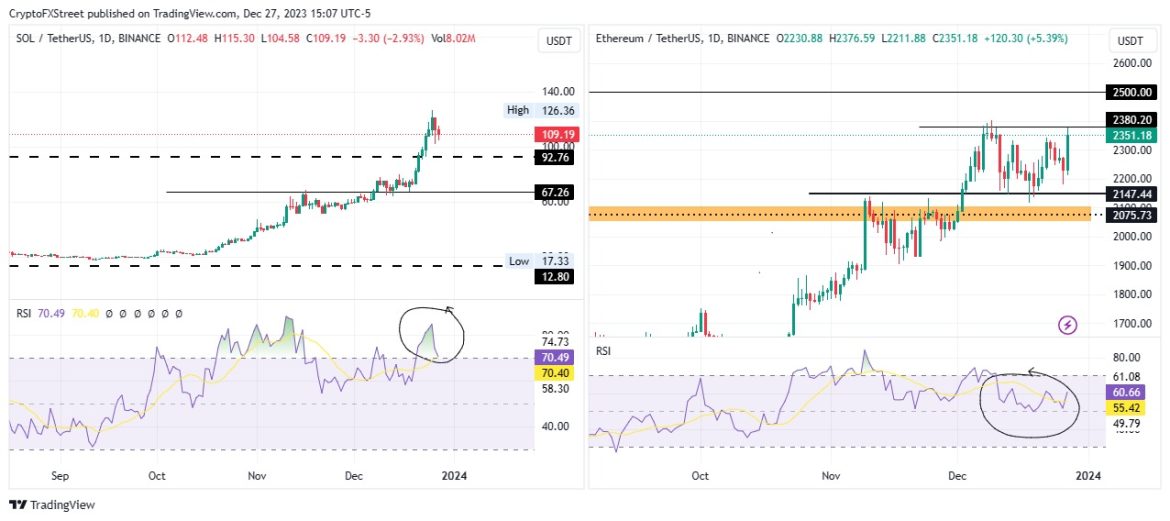 CryptoFXStreet published on TradingView.com, Dec 27, 2023 15:07 UTC-5
SOL / TetherUS, 1D, BINANCE O112.48 H115.30 L104.58 C109.19 −3.30 (−2.93%) Vol8.02M
USDT
140.00
High 126.36
109.19
100.00
92.76
67.26
60.00
Low 17.33
12.80
RSI 70.49 70.40 Ø Ø Ø Ø Ø Ø
80.00
74.73
70.49
70.40
58.30
40.00
Sep Oct Nov Dec 2024
Ethereum / TetherUS, 1D, BINANCE O2230.88 H2376.59 L2211.88 C2351.18 +120.30 (+5.39%)
USDT
2600.00
2500.00
2380.20
2351.18
2300.00
2200.00
2147.44
2100.00
2075.73
2000.00
1900.00
1800.00
1700.00
RSI
80.00
61.08
60.66
55.42
49.79
Oct Nov Dec 2024
TradingView